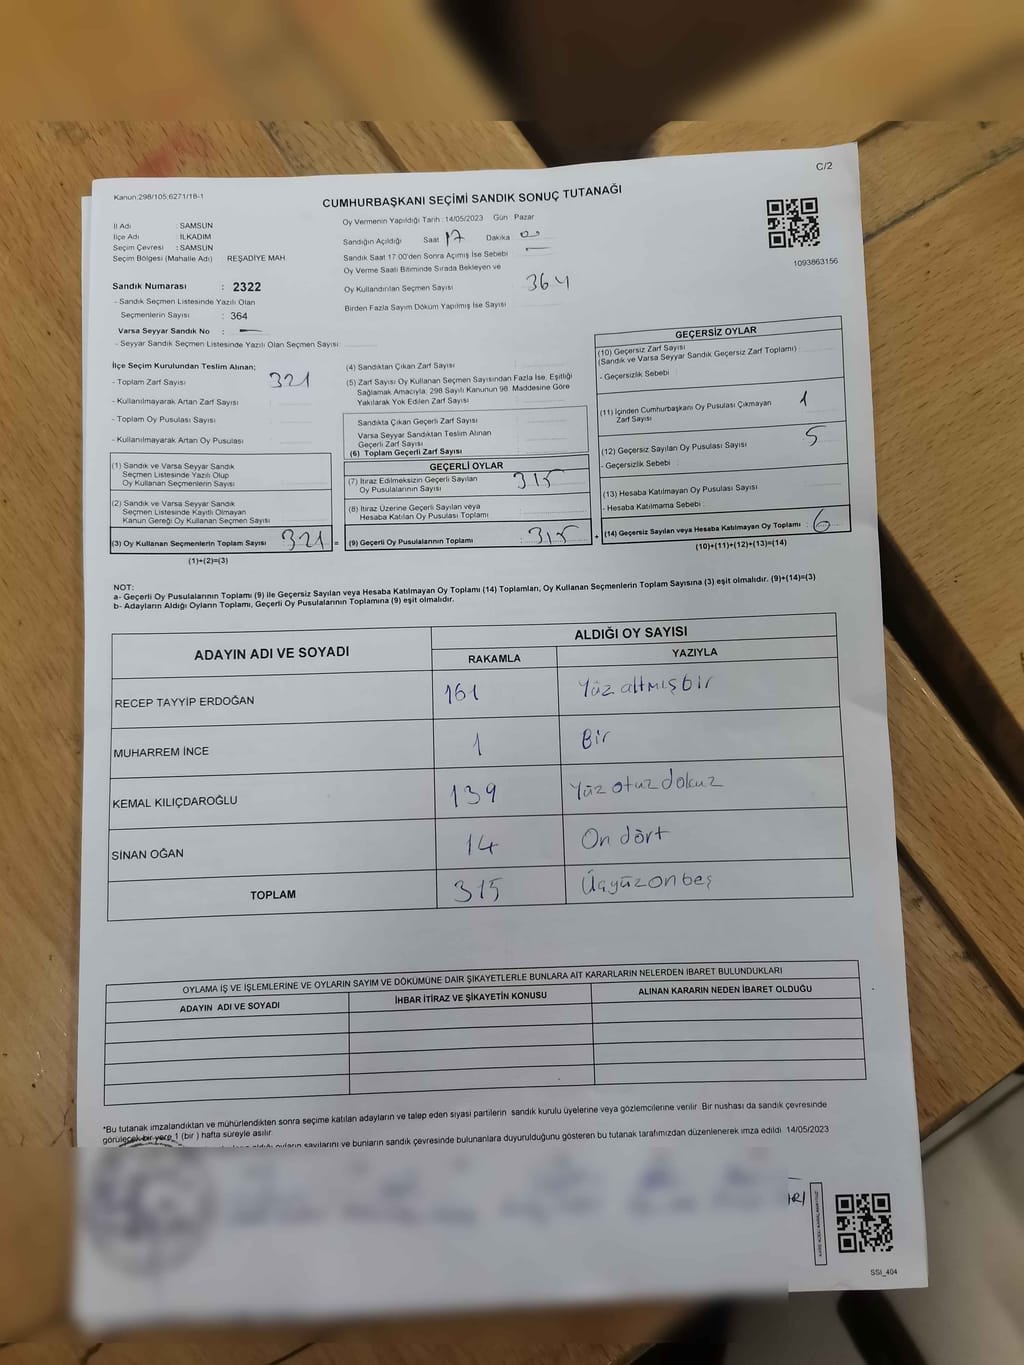 C/2
Kanun:298/105;6271/18-1
CUMHURBAŞKANI SEÇİMİ SANDIK SONUÇ TUTANAĞI
İl Adı : SAMSUN
İlçe Adı : İLKADIM
Seçim Çevresi : SAMSUN
Seçim Bölgesi (Mahalle Adı) REŞADİYE MAH.
Oy Vermenin Yapıldığı Tarih :14/05/2023 Gün : Pazar
Sandığın Açıldığı Saat 17 Dakika 00
Sandık Saat 17:00'den Sonra Açımış İse Sebebi
Oy Verme Saati Bitiminde Sırada Bekleyen ve
Oy Kullandırılan Seçmen Sayısı 364
Birden Fazla Sayım Döküm Yapılmış İse Sayısı
1093863156
Sandık Numarası : 2322
- Sandık Seçmen Listesinde Yazılı Olan
Seçmenlerin Sayısı : 364
Varsa Seyyar Sandık No : —
- Seyyar Sandık Seçmen Listesinde Yazılı Olan Seçmen Sayısı:
İlçe Seçim Kurulundan Teslim Alınan;
- Toplam Zarf Sayısı 321
- Kullanılmayarak Artan Zarf Sayısı
- Toplam Oy Pusulası Sayısı
- Kullanılmayarak Artan Oy Pusulası
(1) Sandık ve Varsa Seyyar Sandık
Seçmen Listesinde Yazılı Olup
Oy Kullanan Seçmenlerin Sayısı
(2) Sandık ve Varsa Seyyar Sandık
Seçmen Listesinde Kayıtlı Olmayan
Kanun Gereği Oy Kullanan Seçmen Sayısı
(3) Oy Kullanan Seçmenlerin Toplam Sayısı 321 =
(1)+(2)=(3)
(4) Sandıktan Çıkan Zarf Sayısı
(5) Zarf Sayısı Oy Kullanan Seçmen Sayısından Fazla İse, Eşitliği
Sağlamak Amacıyla; 298 Sayılı Kanunun 98. Maddesine Göre
Yakılarak Yok Edilen Zarf Sayısı
Sandıkta Çıkan Geçerli Zarf Sayısı
Varsa Seyyar Sandıktan Teslim Alınan
Geçerli Zarf Sayısı
(6) Toplam Geçerli Zarf Sayısı
GEÇERLİ OYLAR
(7) İtiraz Edilmeksizin Geçerli Sayılan
Oy Pusulalarının Sayısı 315
(8) İtiraz Üzerine Geçerli Sayılan veya
Hesaba Katılan Oy Pusulası Toplamı
(9) Geçerli Oy Pusulalarının Toplamı : 315 +
GEÇERSİZ OYLAR
(10) Geçersiz Zarf Sayısı
(Sandık ve Varsa Seyyar Sandık Geçersiz Zarf Toplamı) :
- Geçersizlik Sebebi :
(11) İçinden Cumhurbaşkanı Oy Pusulası Çıkmayan
Zarf Sayısı 1
(12) Geçersiz Sayılan Oy Pusulası Sayısı 5
- Geçersizlik Sebebi :
(13) Hesaba Katılmayan Oy Pusulası Sayısı
- Hesaba Katılmama Sebebi :
(14) Geçersiz Sayılan veya Hesaba Katılmayan Oy Toplamı : 6
(10)+(11)+(12)+(13)=(14)
NOT:
a- Geçerli Oy Pusulalarının Toplamı (9) ile Geçersiz Sayılan veya Hesaba Katılmayan Oy Toplamı (14) Toplamları, Oy Kullanan Seçmenlerin Toplam Sayısına (3) eşit olmalıdır. (9)+(14)=(3)
b- Adayların Aldığı Oyların Toplamı, Geçerli Oy Pusulalarının Toplamına (9) eşit olmalıdır.
ADAYIN ADI VE SOYADI
ALDIĞI OY SAYISI
RAKAMLA YAZIYLA
RECEP TAYYİP ERDOĞAN 161 Yüz altmışbir
MUHARREM İNCE 1 Bir
KEMAL KILIÇDAROĞLU 139 Yüz otuz dokuz
SİNAN OĞAN 14 On dört
TOPLAM 315 Üçyüzonbeş
OYLAMA İŞ VE İŞLEMLERİNE VE OYLARIN SAYIM VE DÖKÜMÜNE DAİR ŞİKAYETLERLE BUNLARA AİT KARARLARIN NELERDEN İBARET BULUNDUKLARI
ADAYIN ADI VE SOYADI İHBAR İTİRAZ VE ŞİKAYETİN KONUSU ALINAN KARARIN NEDEN İBARET OLDUĞU
*Bu tutanak imzalandıktan ve mühürlendikten sonra seçime katılan adayların ve talep eden siyasi partilerin sandık kurulu üyelerine veya gözlemcilerine verilir. Bir nüshası da sandık çevresinde
görülecek bir yere 1 (bir ) hafta süreyle asılır.
oyların sayılarını ve bunların sandık çevresinde bulunanlara duyurulduğunu gösteren bu tutanak tarafımızdan düzenlenerek imza edildi. 14/05/2023
SSI_404